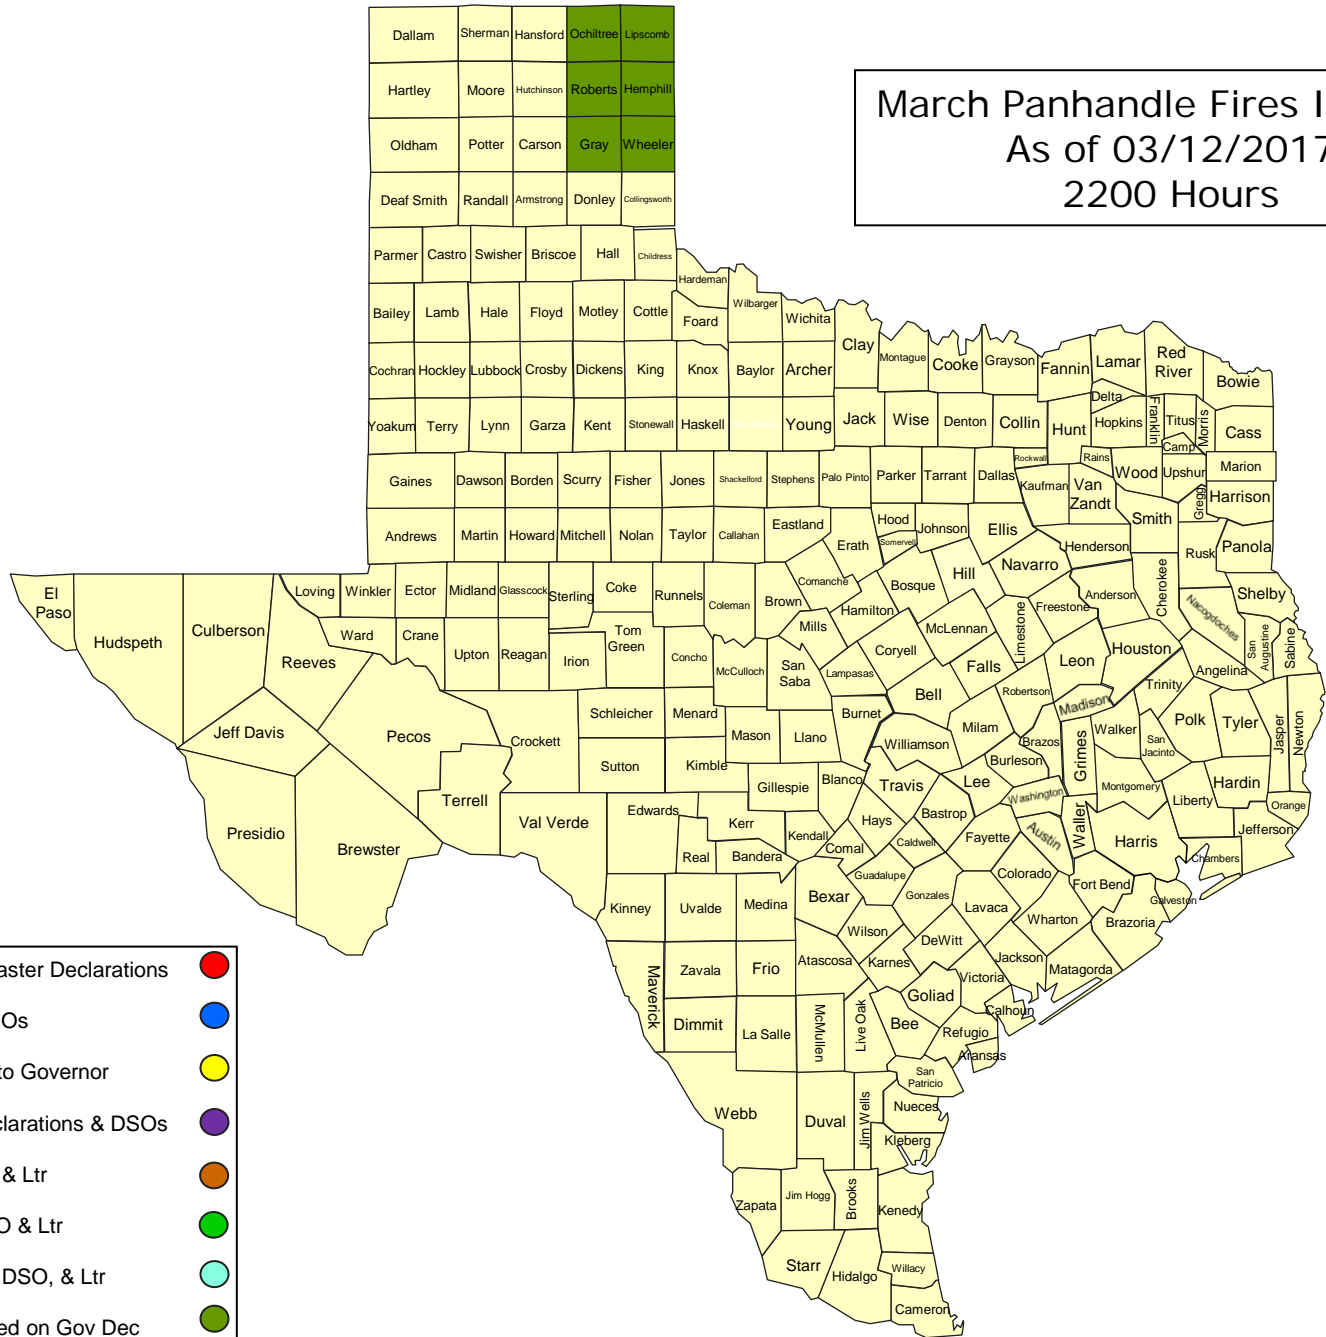 Dallam
Sherman
Hansford
Ochiltree
Lipscomb
Hartley
Moore
Hutchinson
Roberts
Hemphill
March Panhandle Fires I
As of 03/12/2017
2200 Hours
Oldham
Potter
Carson
Gray
Wheeler
Deaf Smith
Randall
Armstrong
Donley
Collingsworth
Parmer
Castro
Swisher
Briscoe
Hall
Childress
Hardeman
Bailey
Lamb
Hale
Floyd
Motley
Cottle
Foard
Wilbarger
Wichita
Clay
Montague
Cooke
Grayson
Fannin
Lamar
Red
River
Bowie
Cochran
Hockley
Lubbock
Crosby
Dickens
King
Knox
Baylor
Archer
Delta
Yoakum
Terry
Lynn
Garza
Kent
Stonewall
Haskell
Young
Jack
Wise
Denton
Collin
Hunt
Hopkins
Franklin
Titus
Morris
Cass
Camp
Gaines
Dawson
Borden
Scurry
Fisher
Jones
Shackelford
Stephens
Palo Pinto
Parker
Tarrant
Dallas
Rockwall
Kaufman
Rains
Van
Zandt
Wood
Upshur
Marion
Gregg
Harrison
Andrews
Martin
Howard
Mitchell
Nolan
Taylor
Callahan
Eastland
Erath
Hood
Somervell
Johnson
Ellis
Henderson
Smith
Rusk
Panola
El
Paso
Hudspeth
Culberson
Loving
Winkler
Ector
Midland
Glasscock
Sterling
Coke
Runnels
Coleman
Brown
Comanche
Hamilton
Bosque
Hill
Navarro
Freestone
Anderson
Cherokee
Nacogdoches
Shelby
Reeves
Ward
Crane
Upton
Reagan
Irion
Tom
Green
Concho
McCulloch
San
Saba
Mills
Lampasas
Coryell
McLennan
Limestone
Falls
Leon
Houston
Angelina
San
Augustine
Sabine
Jeff Davis
Pecos
Crockett
Schleicher
Menard
Mason
Llano
Burnet
Bell
Milam
Robertson
Madison
Trinity
Polk
Tyler
Jasper
Newton
Sutton
Kimble
Gillespie
Blanco
Williamson
Travis
Lee
Burleson
Brazos
Grimes
Walker
San
Jacinto
Montgomery
Liberty
Hardin
Orange
Presidio
Brewster
Terrell
Val Verde
Edwards
Kerr
Real
Bandera
Kendall
Comal
Hays
Caldwell
Bastrop
Fayette
Washington
Austin
Waller
Harris
Jefferson
Chambers
Kinney
Uvalde
Medina
Bexar
Guadalupe
Gonzales
Lavaca
Colorado
Wharton
Fort Bend
Brazoria
Galveston
Maverick
Zavala
Frio
Atascosa
Wilson
Karnes
DeWitt
Victoria
Jackson
Matagorda
Dimmit
La Salle
McMullen
Live Oak
Bee
Goliad
Refugio
Calhoun
Aransas
San
Patricio
Webb
Duval
Jim Wells
Nueces
Kleberg
Zapata
Jim Hogg
Brooks
Kenedy
Starr
Hidalgo
Willacy
Cameron
aster Declarations
Os
to Governor
clarations & DSOs
& Ltr
O & Ltr
DSO, & Ltr
ed on Gov Dec